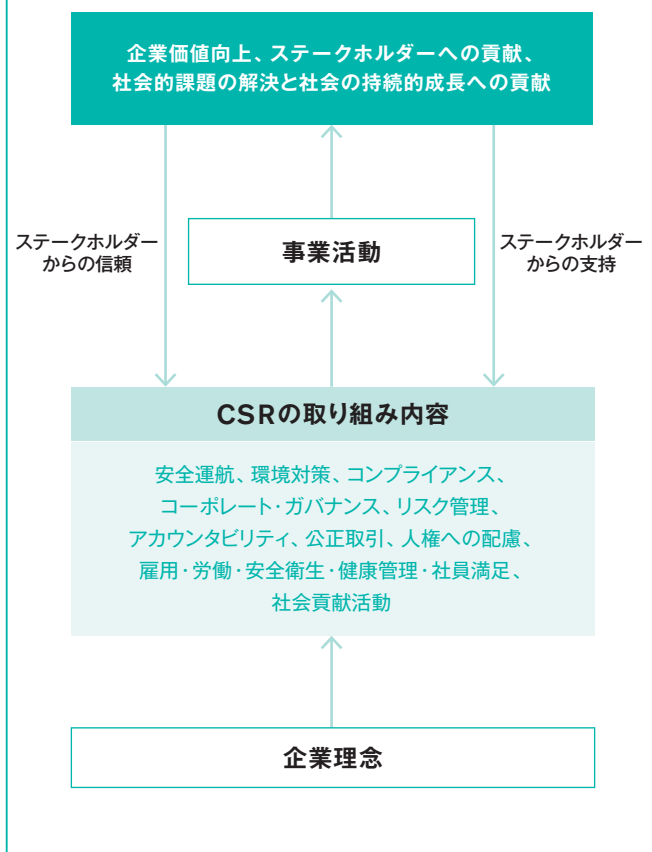 企業価値向上、ステークホルダーへの貢献、
社会的課題の解決と社会の持続的成長への貢献
ステークホルダー
からの信頼
事業活動
ステークホルダー
からの支持
CSRの取り組み内容
安全運航、環境対策、コンプライアンス、
コーポレート・ガバナンス、リスク管理、
アカウンタビリティ、公正取引、人権への配慮、
雇用・労働・安全衛生・健康管理・社員満足、
社会貢献活動
企業理念